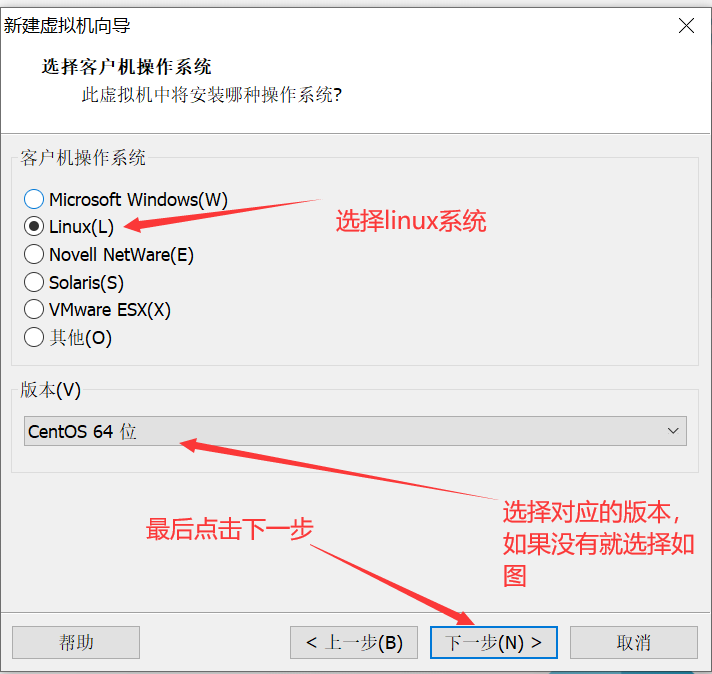 新建虚拟机向导
选择客户机操作系统
此虚拟机中将安装哪种操作系统?
客户机操作系统
Microsoft Windows(W)
Linux(L)
选择linux系统
Novell NetWare(E)
Solaris(S)
VMware ESX(X)
其他(O)
版本(V)
CentOS 64 位
选择对应的版本，
如果没有就选择如
图
最后点击下一步
帮助
< 上一步(B)
下一步(N) >
取消